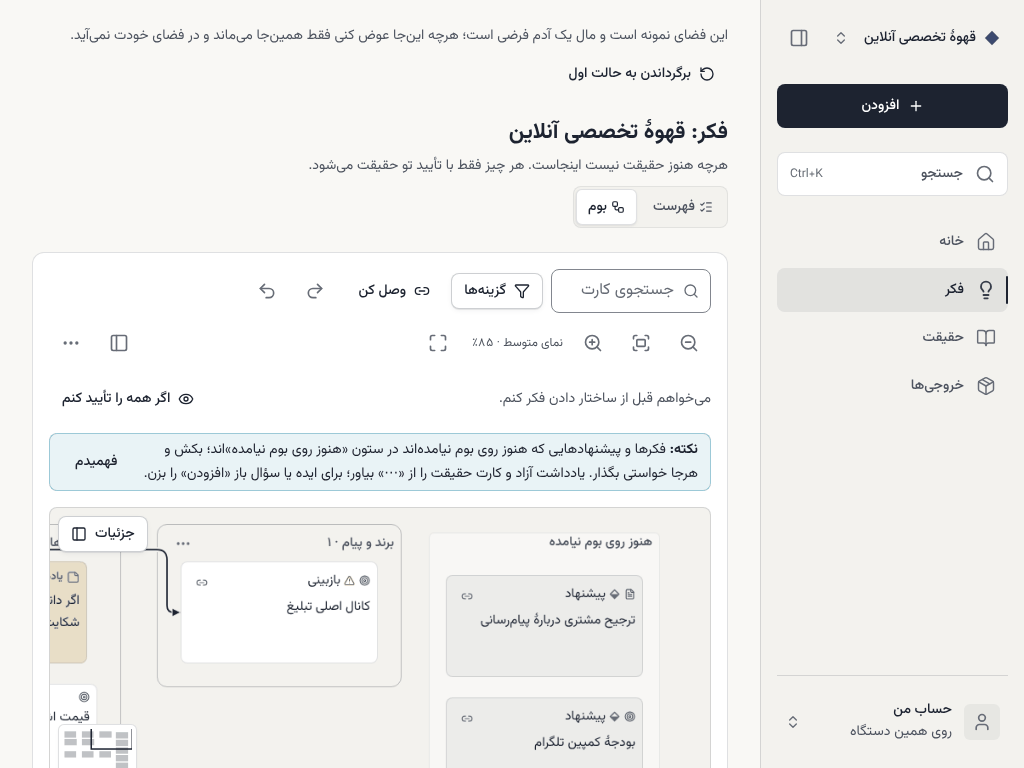 قهوهٔ تخصصی آنلاین
افزودن
جستجو
Ctrl+K
خانه
فکر
حقیقت
خروجی‌ها
حساب من
روی همین دستگاه
این فضای نمونه است و مال یک آدم فرضی است؛ هرچه این‌جا عوض کنی فقط همین‌جا می‌ماند و در فضای خودت نمی‌آید.
برگرداندن به حالت اول
فکر: قهوهٔ تخصصی آنلاین
هرچه هنوز حقیقت نیست اینجاست. هر چیز فقط با تأیید تو حقیقت می‌شود.
فهرست
بوم
جستجوی کارت
گزینه‌ها
وصل کن
نمای متوسط · ۸۵٪
می‌خواهم قبل از ساختار دادن فکر کنم.
اگر همه را تأیید کنم
نکته: فکرها و پیشنهادهایی که هنوز روی بوم نیامده‌اند در ستون «هنوز روی بوم نیامده»‌اند؛ بکش و
هرجا خواستی بگذار. یادداشت آزاد و کارت حقیقت را از «···» بیاور؛ برای ایده یا سؤال باز «افزودن» را بزن.
فهمیدم
جزئیات
هنوز روی بوم نیامده
پیشنهاد
ترجیح مشتری دربارهٔ پیام‌رسانی
پیشنهاد
بودجهٔ کمپین تلگرام
برند و پیام · ۱
بازبینی
کانال اصلی تبلیغ
اگر
قیمت